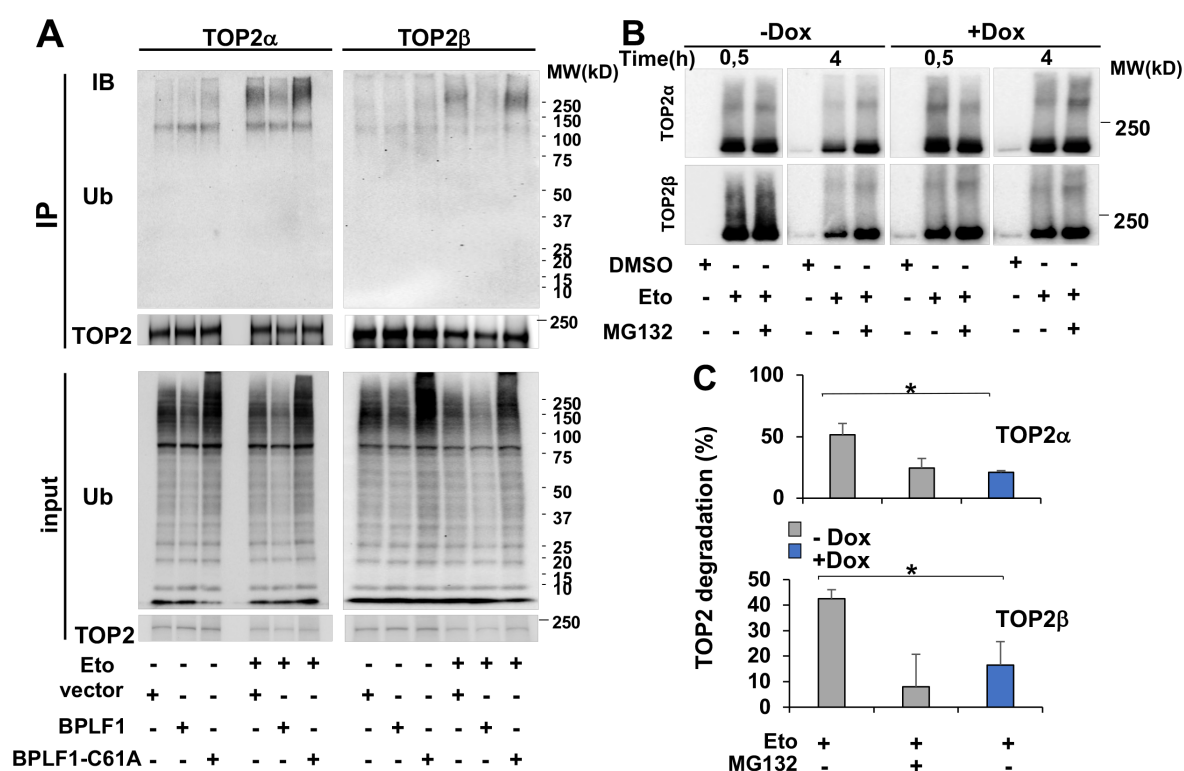 A
TOP2α TOP2β
IB
MW(kD)
250
150
100
75
50
37
25
20
15
10
IP
Ub
TOP2
250
250
150
100
75
50
37
25
20
15
10
input
Ub
TOP2
250
Eto - - - + + + - - - + + +
vector + - - + - - + - - + - -
BPLF1 - + - - + - - + - - + -
BPLF1-C61A - - + - - + - - + - - +
B
-Dox +Dox
Time(h) 0,5 4 0,5 4
MW(kD)
TOP2α
250
TOP2β
250
DMSO + - - + - - + - - + - -
Eto - + + - + + - + + - + +
MG132 - - + - - + - - + - - +
C
TOP2 degradation (%)
100
50
0
*
TOP2α
- Dox
+Dox
50
40
30
20
10
0
*
TOP2β
Eto + + +
MG132 - + -